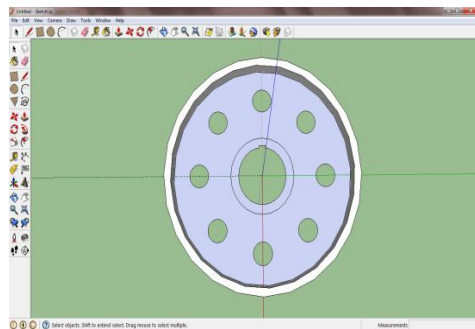 Untitled - SketchUp
File Edit View Camera Draw Tools Window Help
Select objects. Shift to extend select. Drag mouse to select multiple.
Measurements